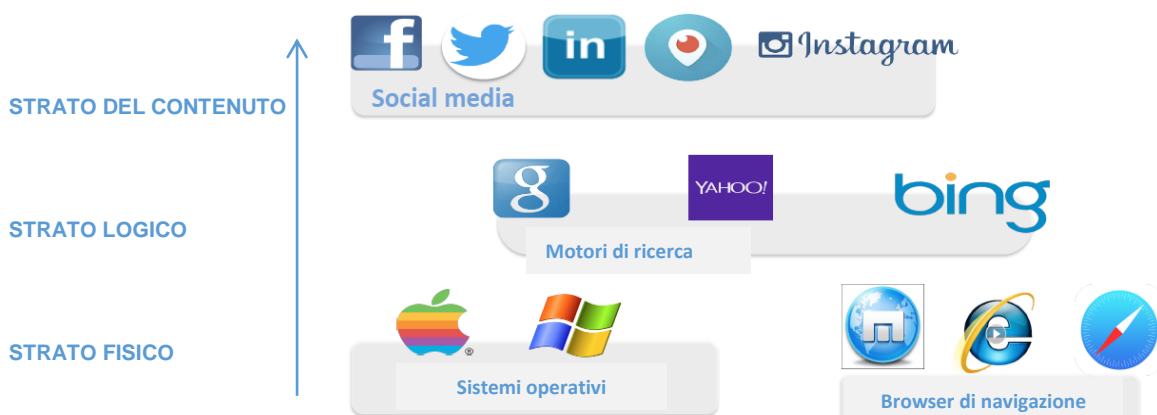 f
in
Instagram
STRATO DEL CONTENUTO
Social media
g
YAHOO!
bing
STRATO LOGICO
Motori di ricerca
m
e
STRATO FISICO
®
Sistemi operativi
Browser di navigazione